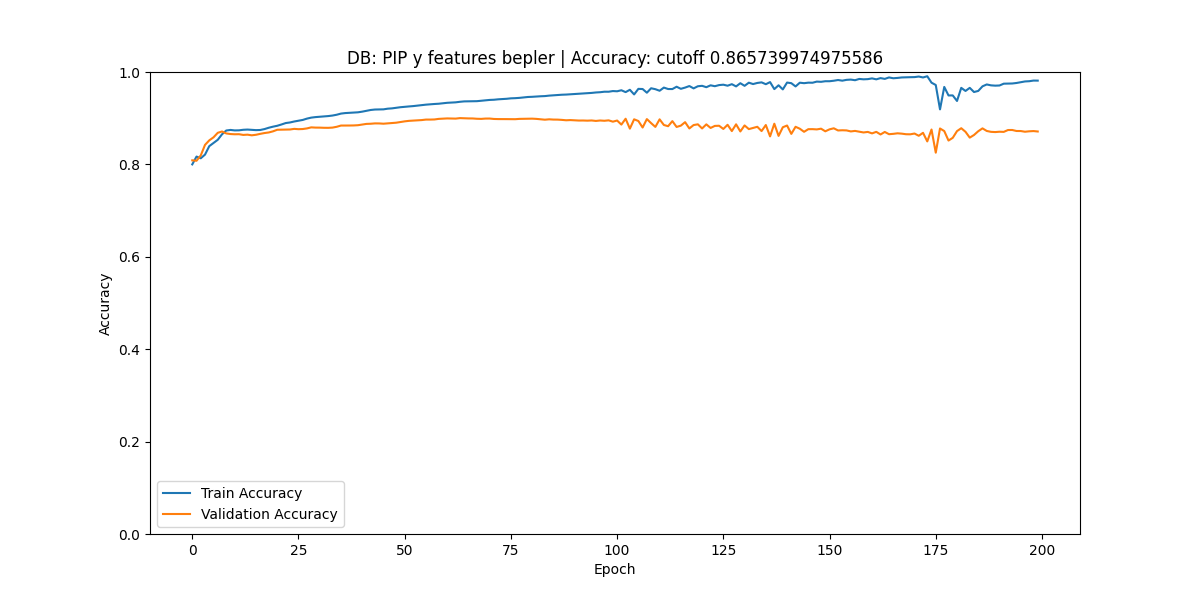 DB: PIP y features bepler | Accuracy: cutoff 0.865739974975586
1.0
0.8
0.6
0.4
0.2
0.0
Accuracy
Train Accuracy
Validation Accuracy
0 25 50 75 100 125 150 175 200
Epoch